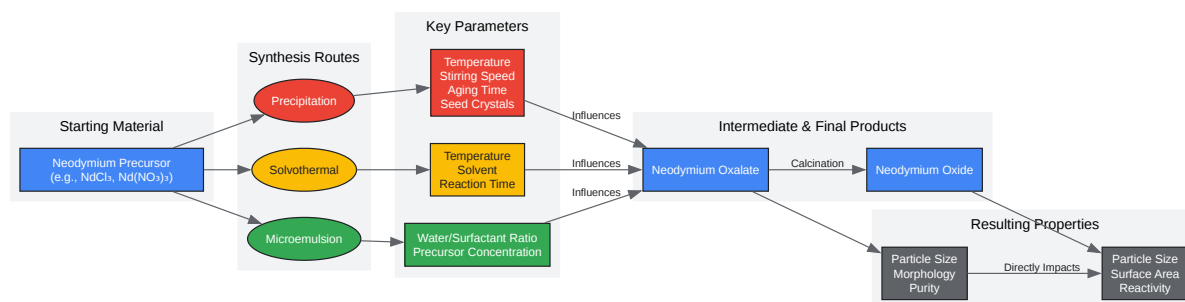 Starting Material
Neodymium Precursor
(e.g., NdCl₃, Nd(NO₃)₃)
Synthesis Routes
Precipitation
Solvothermal
Microemulsion
Key Parameters
Temperature
Stirring Speed
Aging Time
Seed Crystals
Temperature
Solvent
Reaction Time
Water/Surfactant Ratio
Precursor Concentration
Influences
Influences
Influences
Intermediate & Final Products
Neodymium Oxalate
Calcination
Neodymium Oxide
Resulting Properties
Particle Size
Morphology
Purity
Directly Impacts
Particle Size
Surface Area
Reactivity